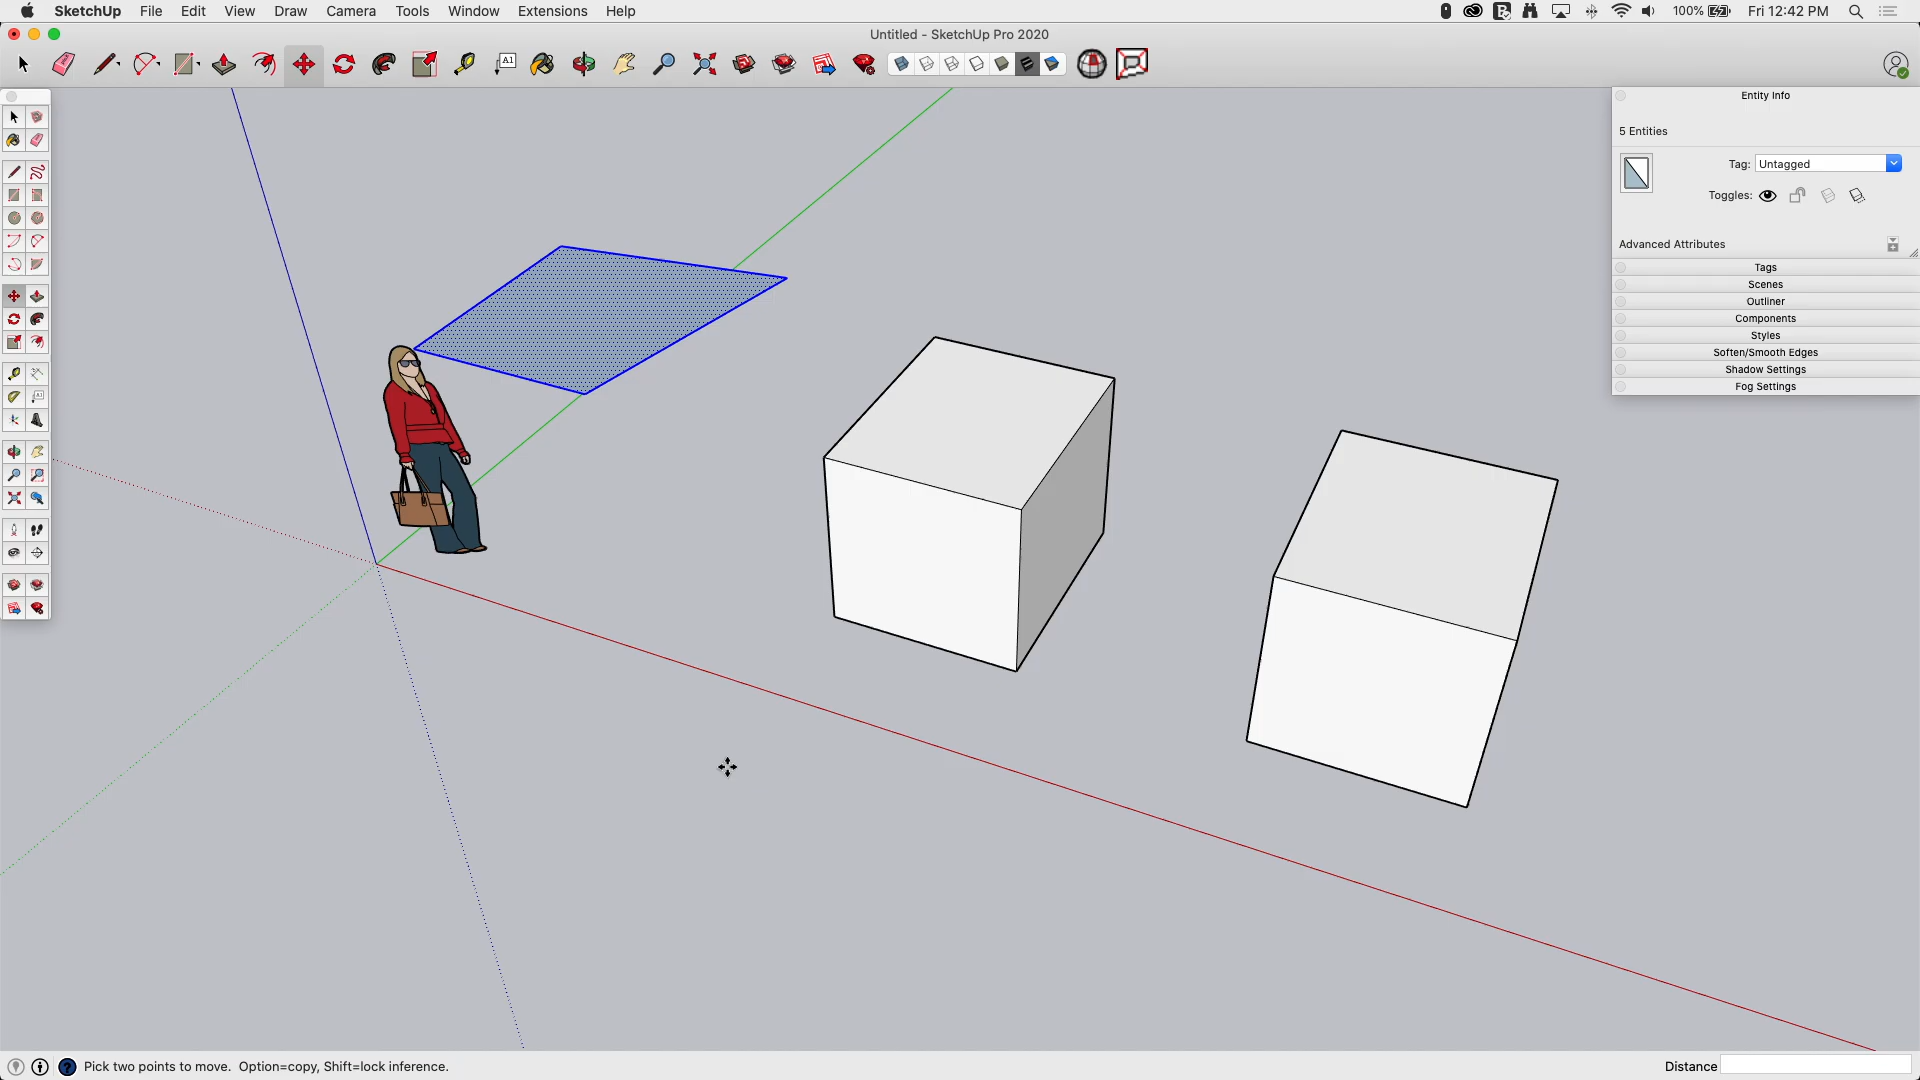 SketchUp File Edit View Draw Camera Tools Window Extensions Help 100% Fri 12:42 PM
Untitled - SketchUp Pro 2020
A1
Entity Info
5 Entities
Tag: Untagged
Toggles:
Advanced Attributes
Tags
Scenes
Outliner
Components
Styles
Soften/Smooth Edges
Shadow Settings
Fog Settings
Pick two points to move. Option=copy, Shift=lock inference. Distance